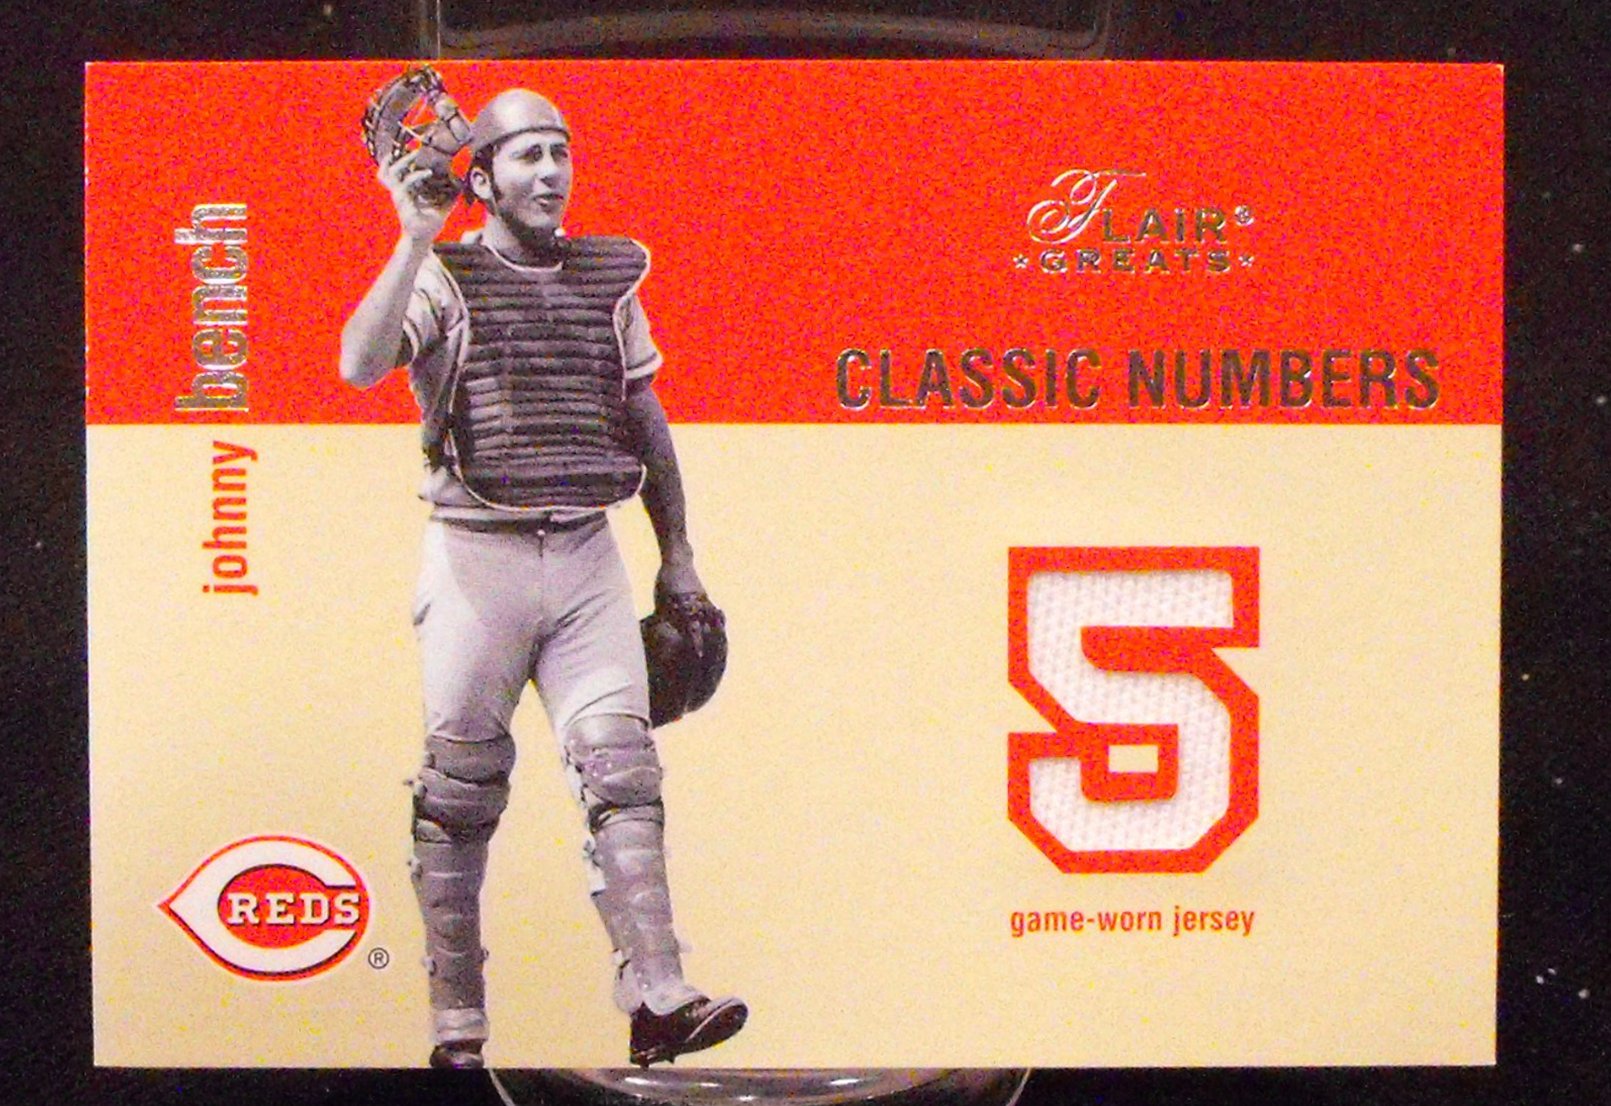 johnny bench
FLAIR®
★GREATS★
CLASSIC NUMBERS
5
game-worn jersey
REDS
®